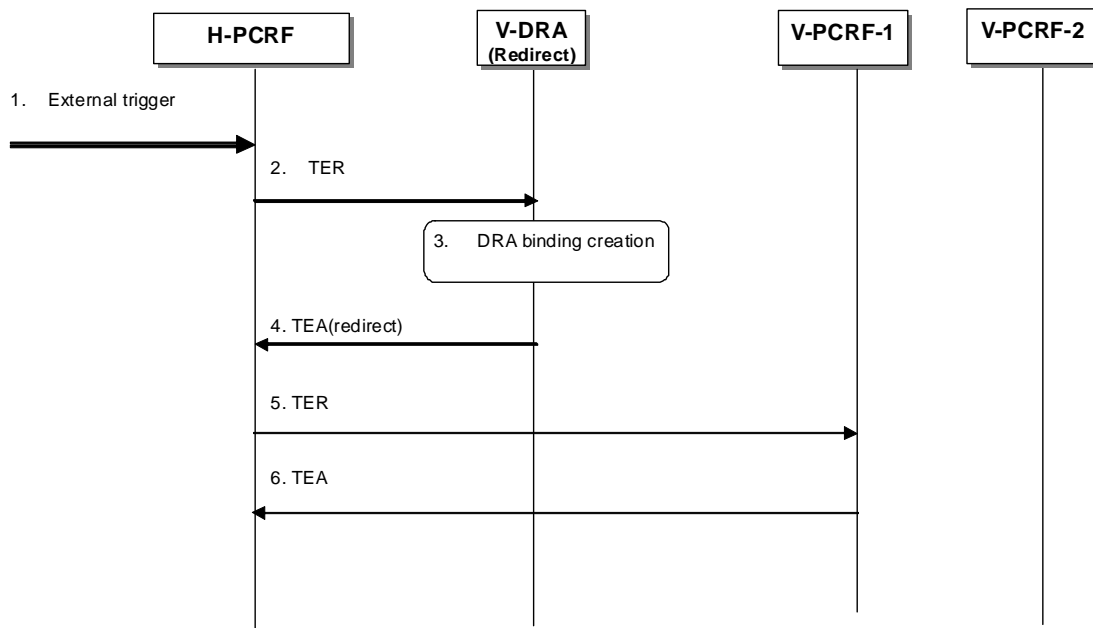 H-PCRF
V-DRA
(Redirect)
V-PCRF-1
V-PCRF-2
1. External trigger
2. TER
3. DRA binding creation
4. TEA(redirect)
5. TER
6. TEA